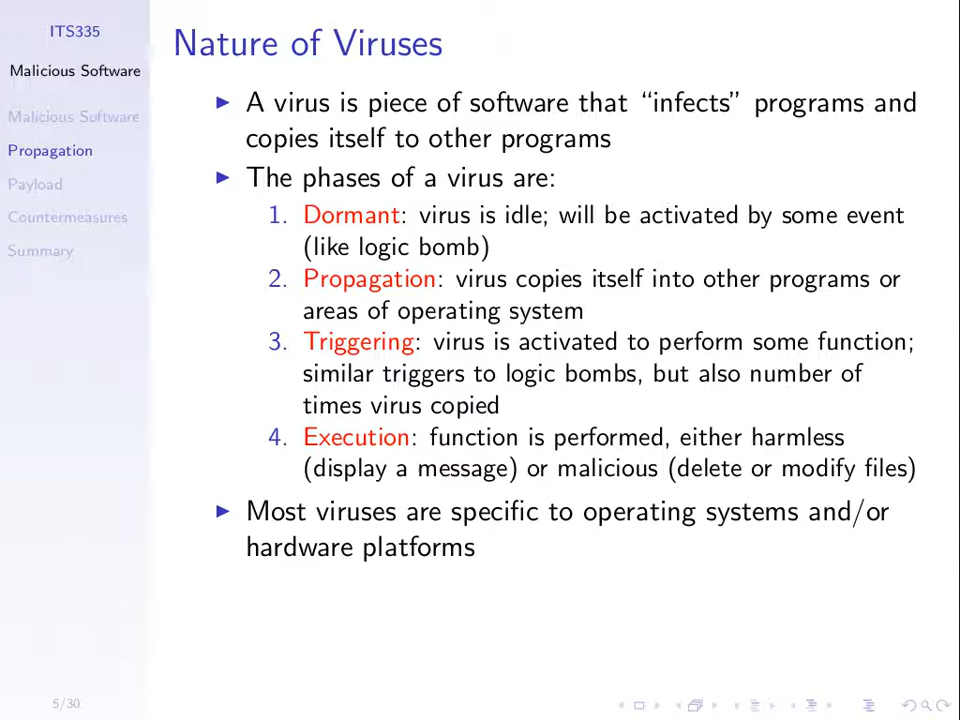 ITS335
Malicious Software
Malicious Software
Propagation
Payload
Countermeasures
Summary
5/30
Nature of Viruses
A virus is piece of software that “infects” programs and
copies itself to other programs
The phases of a virus are:
1. Dormant: virus is idle; will be activated by some event
(like logic bomb)
2. Propagation: virus copies itself into other programs or
areas of operating system
3. Triggering: virus is activated to perform some function;
similar triggers to logic bombs, but also number of
times virus copied
4. Execution: function is performed, either harmless
(display a message) or malicious (delete or modify files)
Most viruses are specific to operating systems and/or
hardware platforms